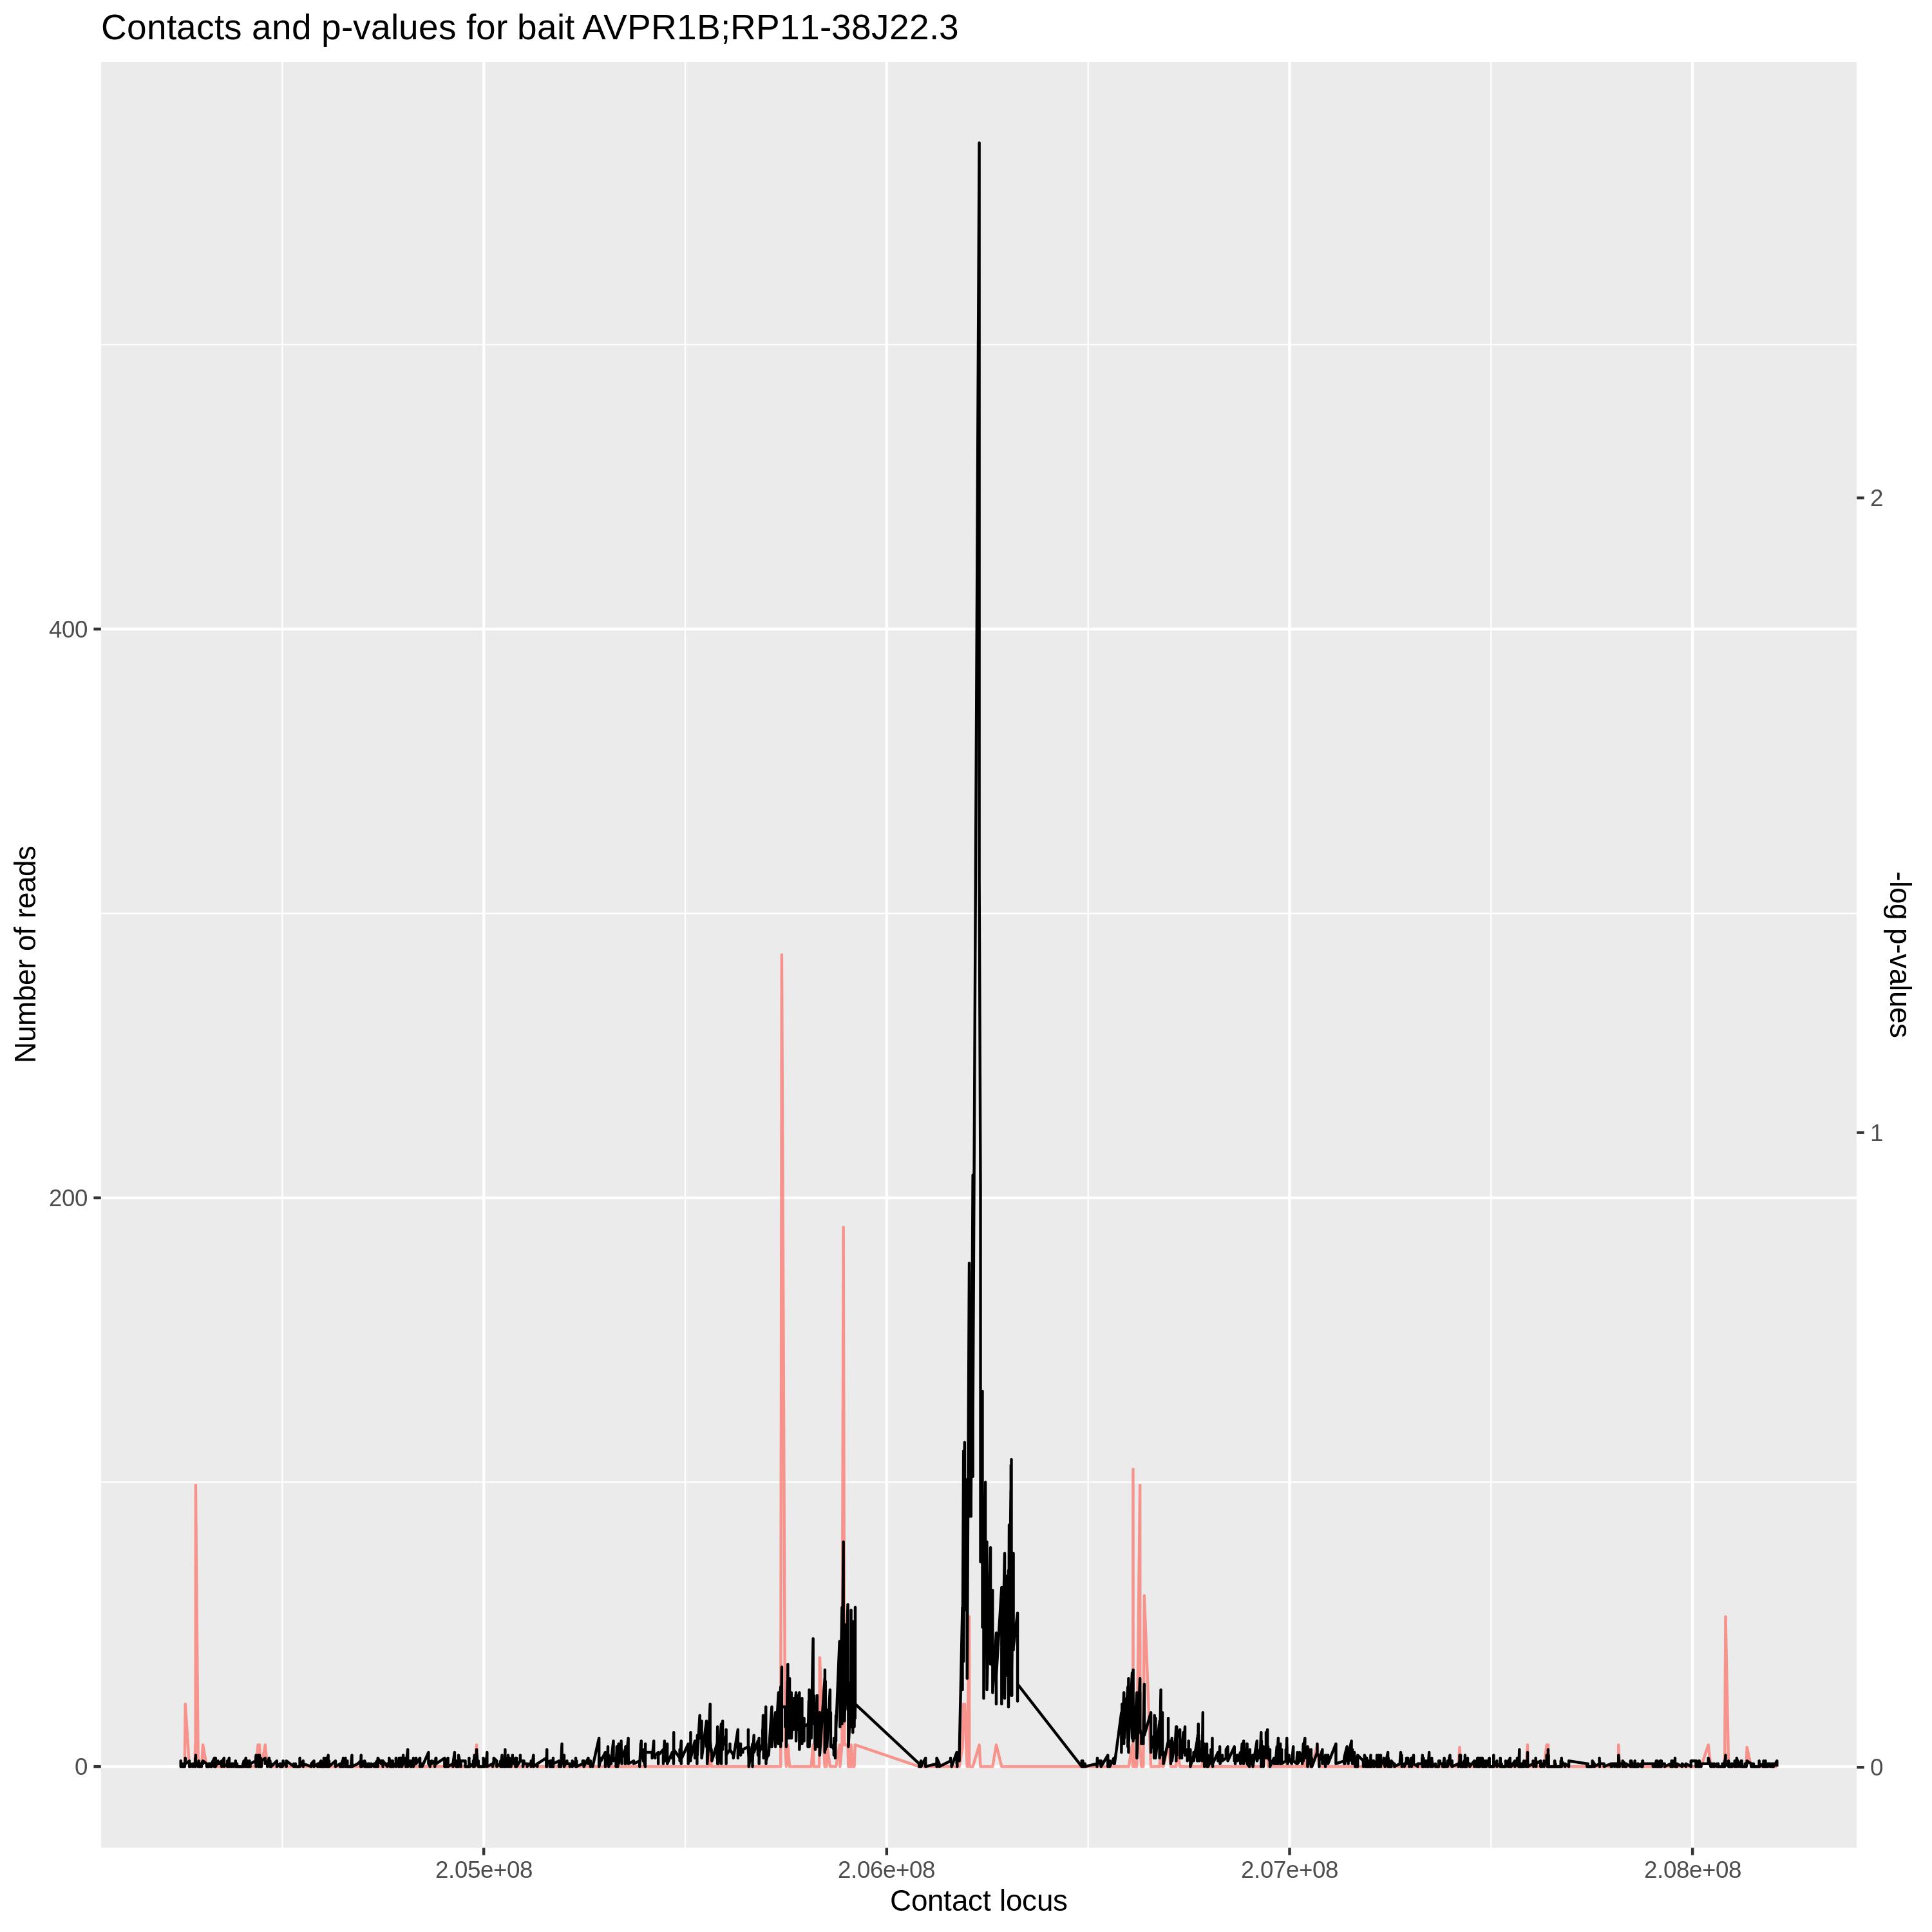 Contacts and p-values for bait AVPR1B;RP11-38J22.3
Number of reads
400
200
0
2
1
0
-log p-values
2.05e+08 2.06e+08 2.07e+08 2.08e+08
Contact locus